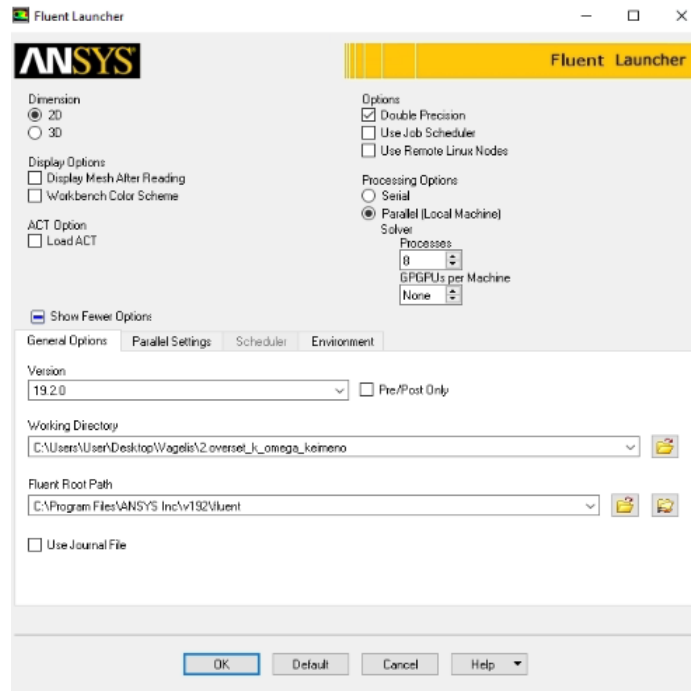 Fluent Launcher
ANSYS
Fluent Launcher
Dimension
2D
3D
Display Options
Display Mesh After Reading
Workbench Color Scheme
ACT Option
Load ACT
Options
Double Precision
Use Job Scheduler
Use Remote Linux Nodes
Processing Options
Serial
Parallel (Local Machine)
Solver
Processes
8
GPGPUs per Machine
None
Show Fewer Options
General Options Parallel Settings Scheduler Environment
Version
19.2.0 Pre/Post Only
Working Directory
C:\Users\User\Desktop\Vagelis\2.overset_k_omega_keimeno
Fluent Root Path
C:\Program Files\ANSYS Inc\v192\fluent
Use Journal File
OK Default Cancel Help